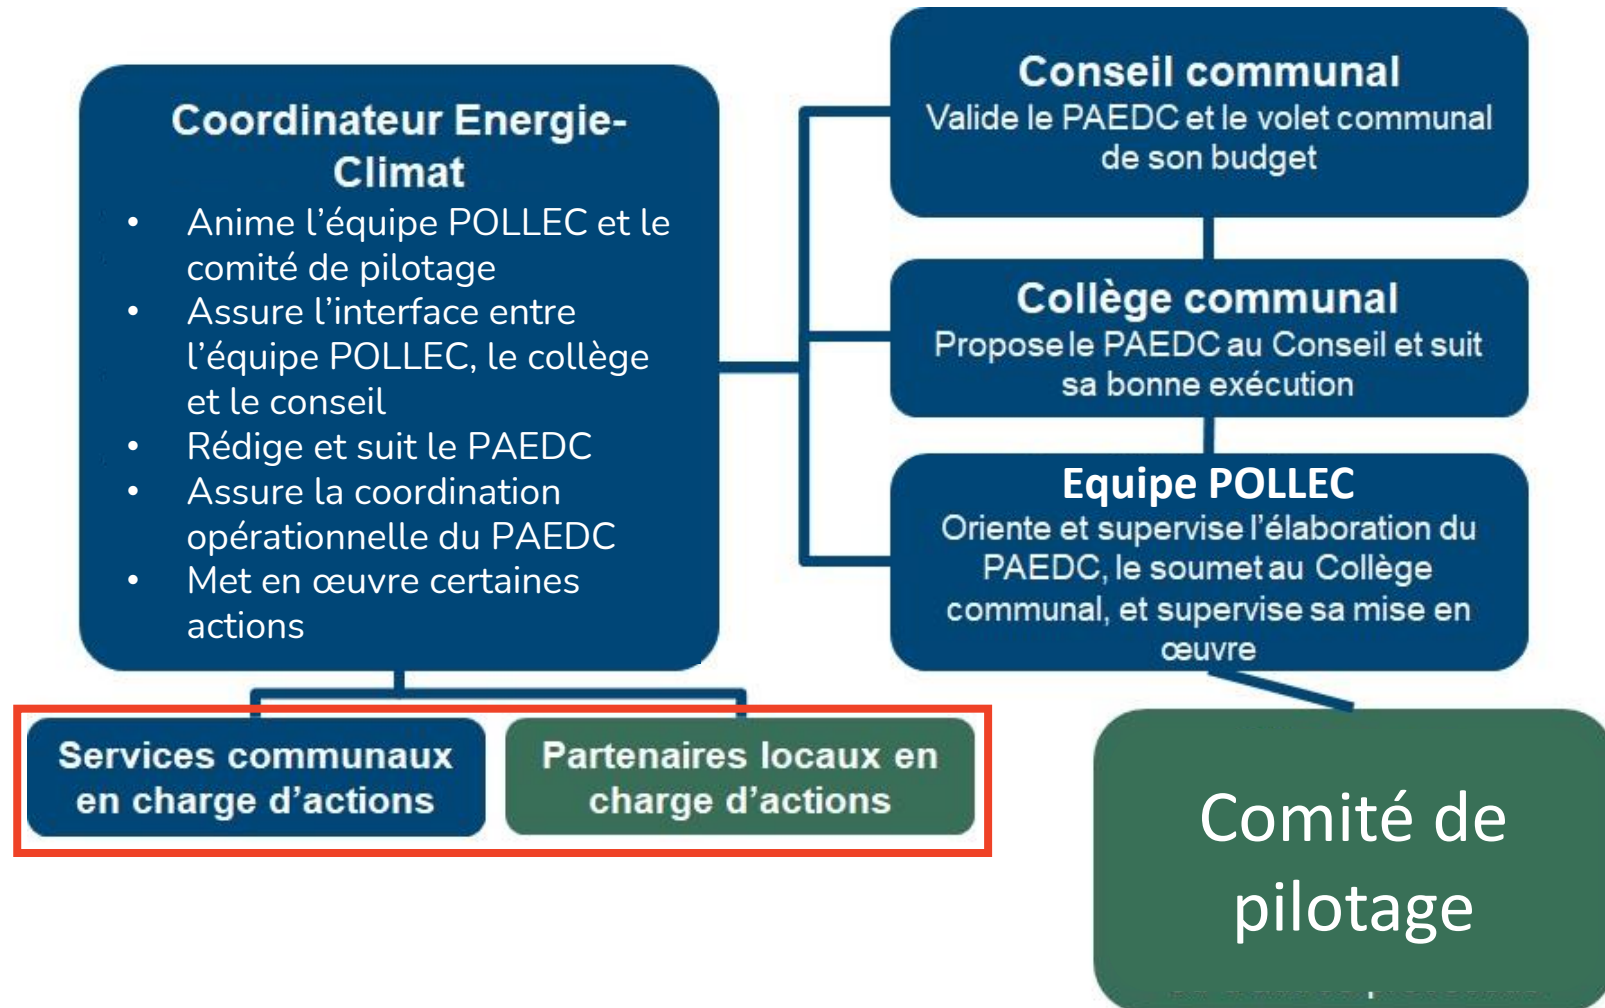 Coordinateur Energie-
Climat
• Anime l’équipe POLLEC et le
comité de pilotage
• Assure l’interface entre
l’équipe POLLEC, le collège
et le conseil
• Rédige et suit le PAEDC
• Assure la coordination
opérationnelle du PAEDC
• Met en œuvre certaines
actions
Conseil communal
Valide le PAEDC et le volet communal
de son budget
Collège communal
Propose le PAEDC au Conseil et suit
sa bonne exécution
Equipe POLLEC
Oriente et supervise l’élaboration du
PAEDC, le soumet au Collège
communal, et supervise sa mise en
œuvre
Services communaux
en charge d’actions
Partenaires locaux en
charge d’actions
Comité de
pilotage